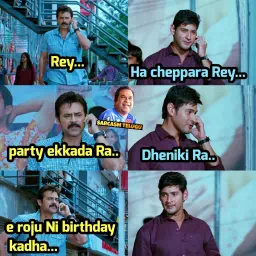 Rey...
Ha cheppara Rey...
SARCASM TELUGU
party ekkada Ra..
Dheniki Ra..
e roju Ni birthday
kadha...